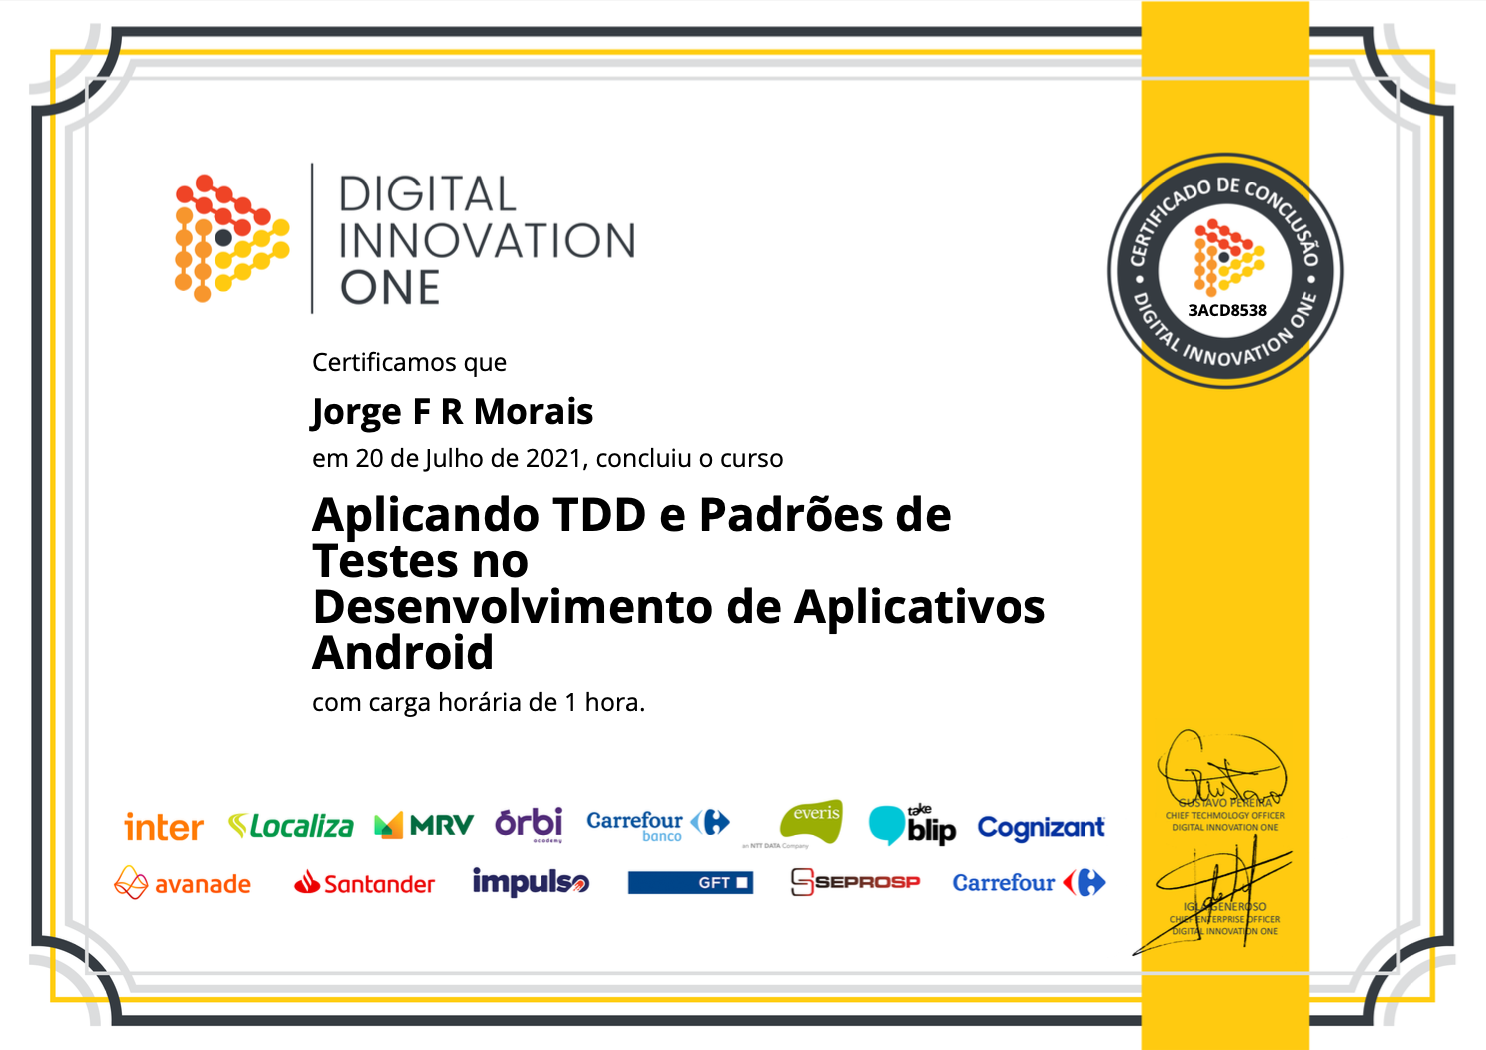 DIGITAL
INNOVATION
ONE
CERTIFICADO DE CONCLUSÃO
3ACD8538
DIGITAL INNOVATION ONE
Certificamos que
Jorge F R Morais
em 20 de Julho de 2021, concluiu o curso
Aplicando TDD e Padrões de
Testes no
Desenvolvimento de Aplicativos
Android
com carga horária de 1 hora.
inter Localiza MRV órbi academy Carrefour banco everis an NTT DATA Company take blip Cognizant
avanade Santander impulso GFT SEPROSP Carrefour
Gustavo
GUSTAVO PEREIRA
CHIEF TECHNOLOGY OFFICER
DIGITAL INNOVATION ONE
IGLÁ GENEROSO
CHIEF ENTERPRISE OFFICER
DIGITAL INNOVATION ONE